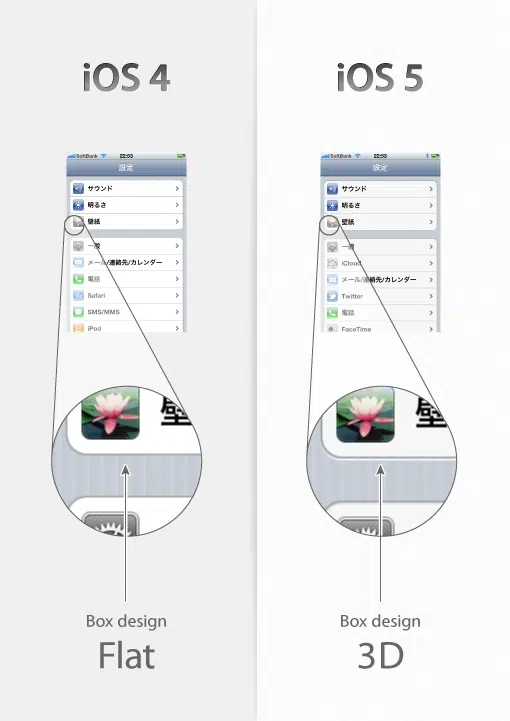 iOS 4
SoftBank 22:53
設定
サウンド
明るさ
壁紙
一般
メール/連絡先/カレンダー
電話
Safari
SMS/MMS
iPod
壁
Box design
Flat
iOS 5
SoftBank 22:53
設定
サウンド
明るさ
壁紙
一般
iCloud
メール/連絡先/カレンダー
Twitter
電話
FaceTime
壁
Box design
3D